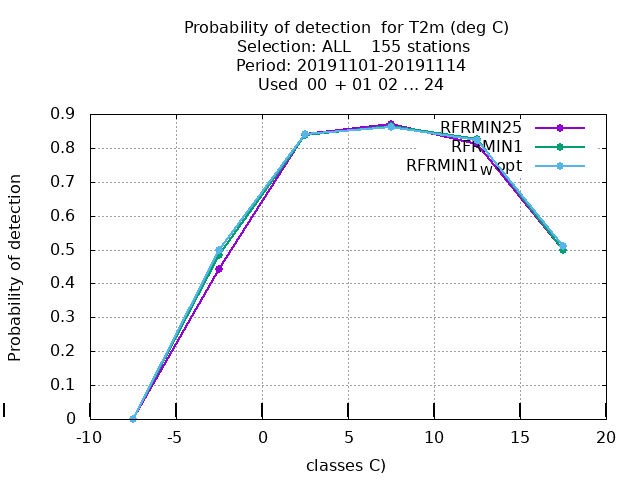 Probability of detection for T2m (deg C)
Selection: ALL 155 stations
Period: 20191101-20191114
Used 00 + 01 02 ... 24
Probability of detection
0.9
0.8
0.7
0.6
0.5
0.4
0.3
0.2
0.1
0
RFRMIN25
RFRMIN1
RFRMIN1wopt
-10 -5 0 5 10 15 20
classes C)